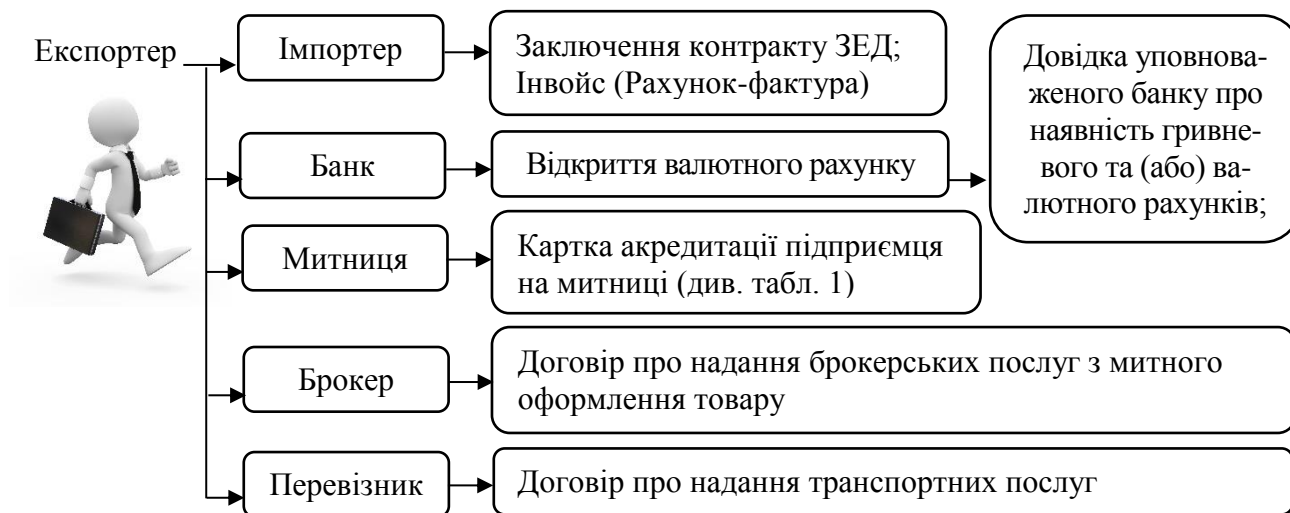 Експортер
Імпортер
Заключення контракту ЗЕД;
Інвойс (Рахунок-фактура)
Довідка уповнова-
женого банку про
наявність гривне-
вого та (або) ва-
лютного рахунків;
Банк
Відкриття валютного рахунку
Митниця
Картка акредитації підприємця
на митниці (див. табл. 1)
Брокер
Договір про надання брокерських послуг з митного
оформлення товару
Перевізник
Договір про надання транспортних послуг